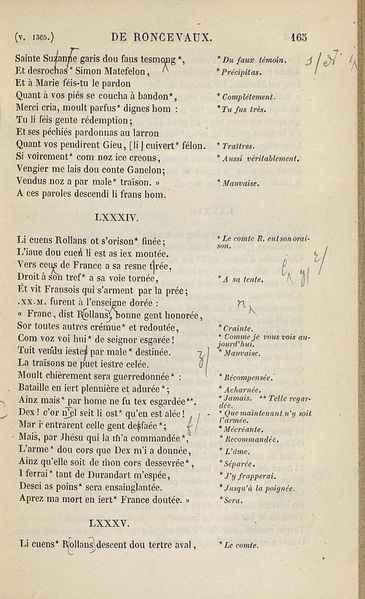 (v. 1365.) DE RONCEVAUX. 165
Sainte Suzanne garis dou faus tesmong*, * Du faux témoin.
Et desrochas* Simon Matefelon, * Précipitas.
Et à Marie féis-tu le pardon
Quant à vos piés se coucha à bandon*, * Complétement.
Merci cria, moult parfus* dignes hom : * Tu fus très.
Tu li féis gente rédemption;
Et ses péchiés pardonnas au larron
Quant vos pendirent Gieu, [li] cuivert* félon. * Traîtres.
Si voirement* com noz ice creons, * Aussi véritablement.
Vengier me lais dou conte Ganelon;
Vendus noz a par male* traïson. » * Mauvaise.
A ces paroles descendi li frans hom.
LXXXIV.
Li cuens Rollans ot s'orison* finée; * Le comte R. eut son oraison.
L'iaue dou cuen li est as iex montée.
Vers ceus de France a sa resne tirée,
Droit à son tref* a sa voie tornée, * A sa tente.
Et vit Fransois qui s'arment par la prée;
.xx.M. furent à l'enseigne dorée :
« Franc, dist Rollans, bonne gent honorée,
Sor toutes autres crémue* et redoutée, * Crainte.
Com voz voi hui* de seignor esgarée! * Comme je vous vois aujourd'hui.
Tuit vendu iestes par male* destinée. * Mauvaise.
La traïsons ne puet iestre celée.
Moult chièrement sera guerredonnée* : * Récompensée.
Bataille en iert plennière et adurée*; * Acharnée.
Ainz mais* par home ne fu tex esgardée**. * Jamais. ** Telle regardée.
Dex ! c'or nel seit li ost* qu'en est alée! * Que maintenant n'y soit l'armée.
Mar i entrarent celle gent desfaée*; * Mécréante.
Mais, par Jhésu qui la m'a commandée*, * Recommandée.
L'arme* dou cors que Dex m'i a donnée, * L'âme.
Ainz qu'elle soit de mon cors dessevrée*, * Séparée.
I ferrai* tant de Durandart m'espée, * J'y frapperai.
Desci as poins* sera ensainglantée. * Jusqu'à la poignée.
Aprez ma mort en iert* France doutée. » * Sera.
LXXXV.
Li cuens* Rollans descent dou tertre aval, * Le comte.